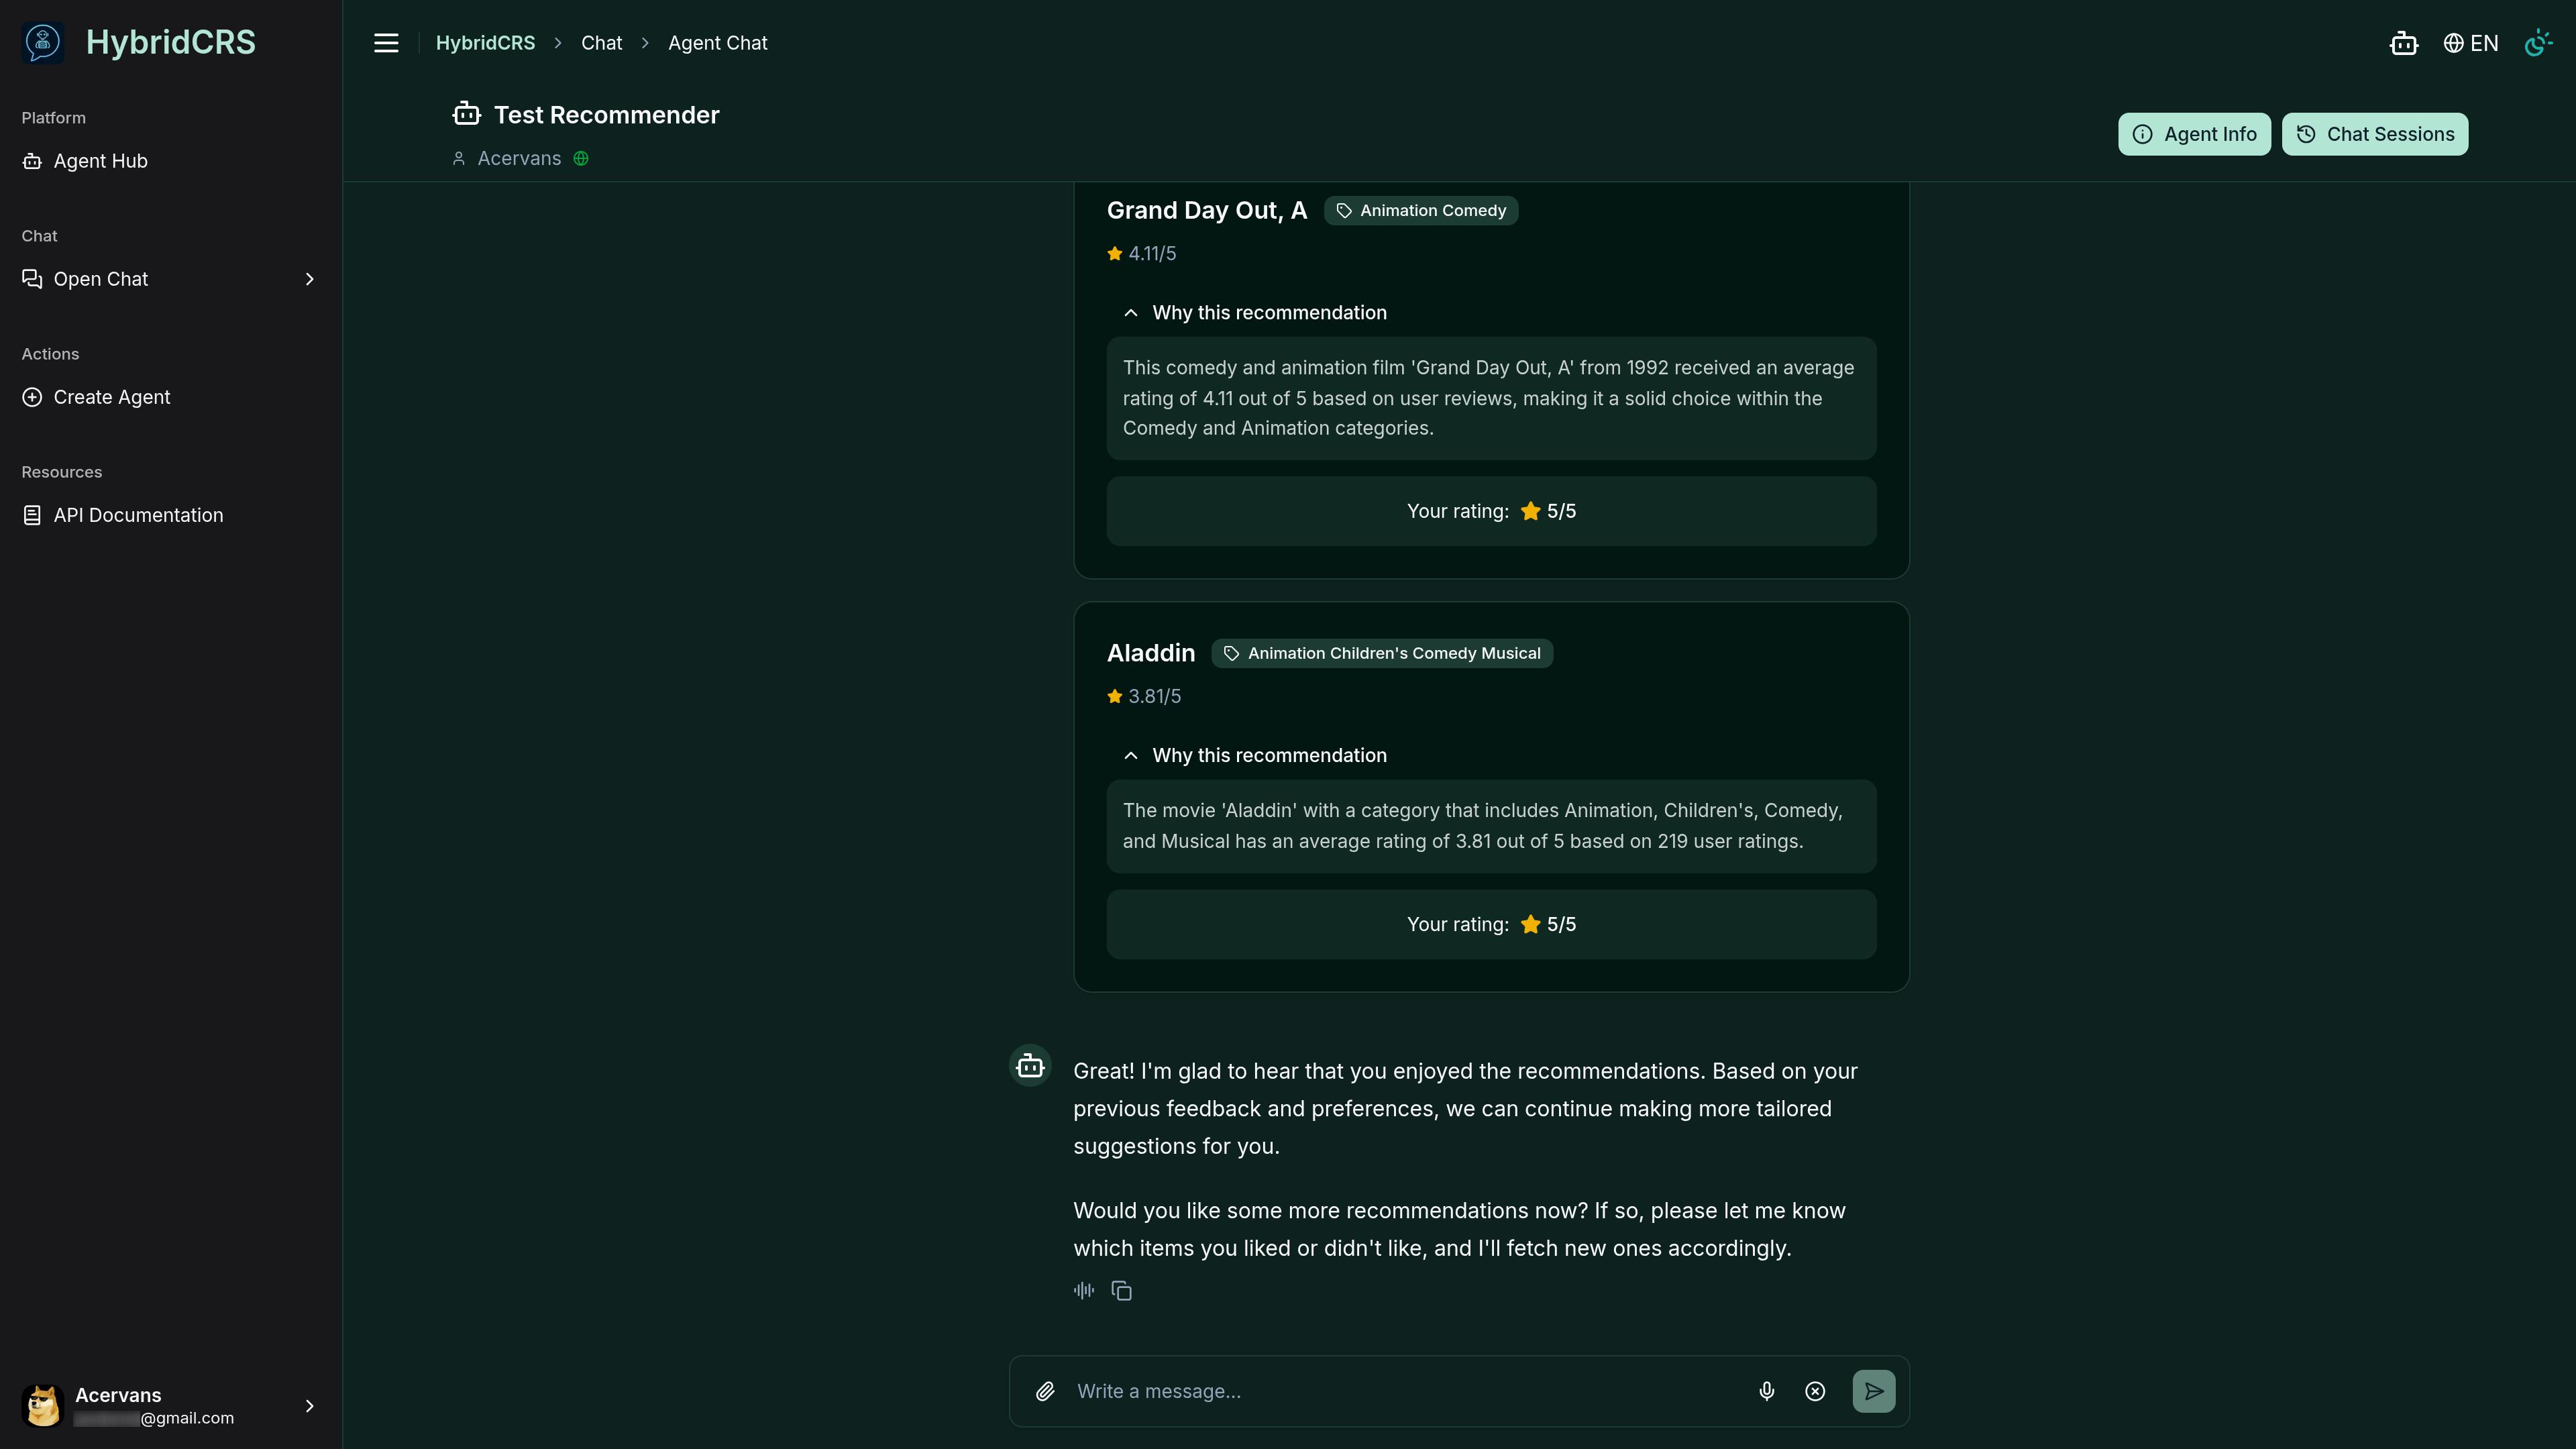 HybridCRS
Platform
Agent Hub
Chat
Open Chat
Actions
Create Agent
Resources
API Documentation
Acervans
@gmail.com
HybridCRS > Chat > Agent Chat
EN
Test Recommender
Acervans
Agent Info
Chat Sessions
Grand Day Out, A
Animation Comedy
4.11/5
Why this recommendation
This comedy and animation film 'Grand Day Out, A' from 1992 received an average
rating of 4.11 out of 5 based on user reviews, making it a solid choice within the
Comedy and Animation categories.
Your rating: 5/5
Aladdin
Animation Children's Comedy Musical
3.81/5
Why this recommendation
The movie 'Aladdin' with a category that includes Animation, Children's, Comedy,
and Musical has an average rating of 3.81 out of 5 based on 219 user ratings.
Your rating: 5/5
Great! I'm glad to hear that you enjoyed the recommendations. Based on your
previous feedback and preferences, we can continue making more tailored
suggestions for you.
Would you like some more recommendations now? If so, please let me know
which items you liked or didn't like, and I'll fetch new ones accordingly.
Write a message...